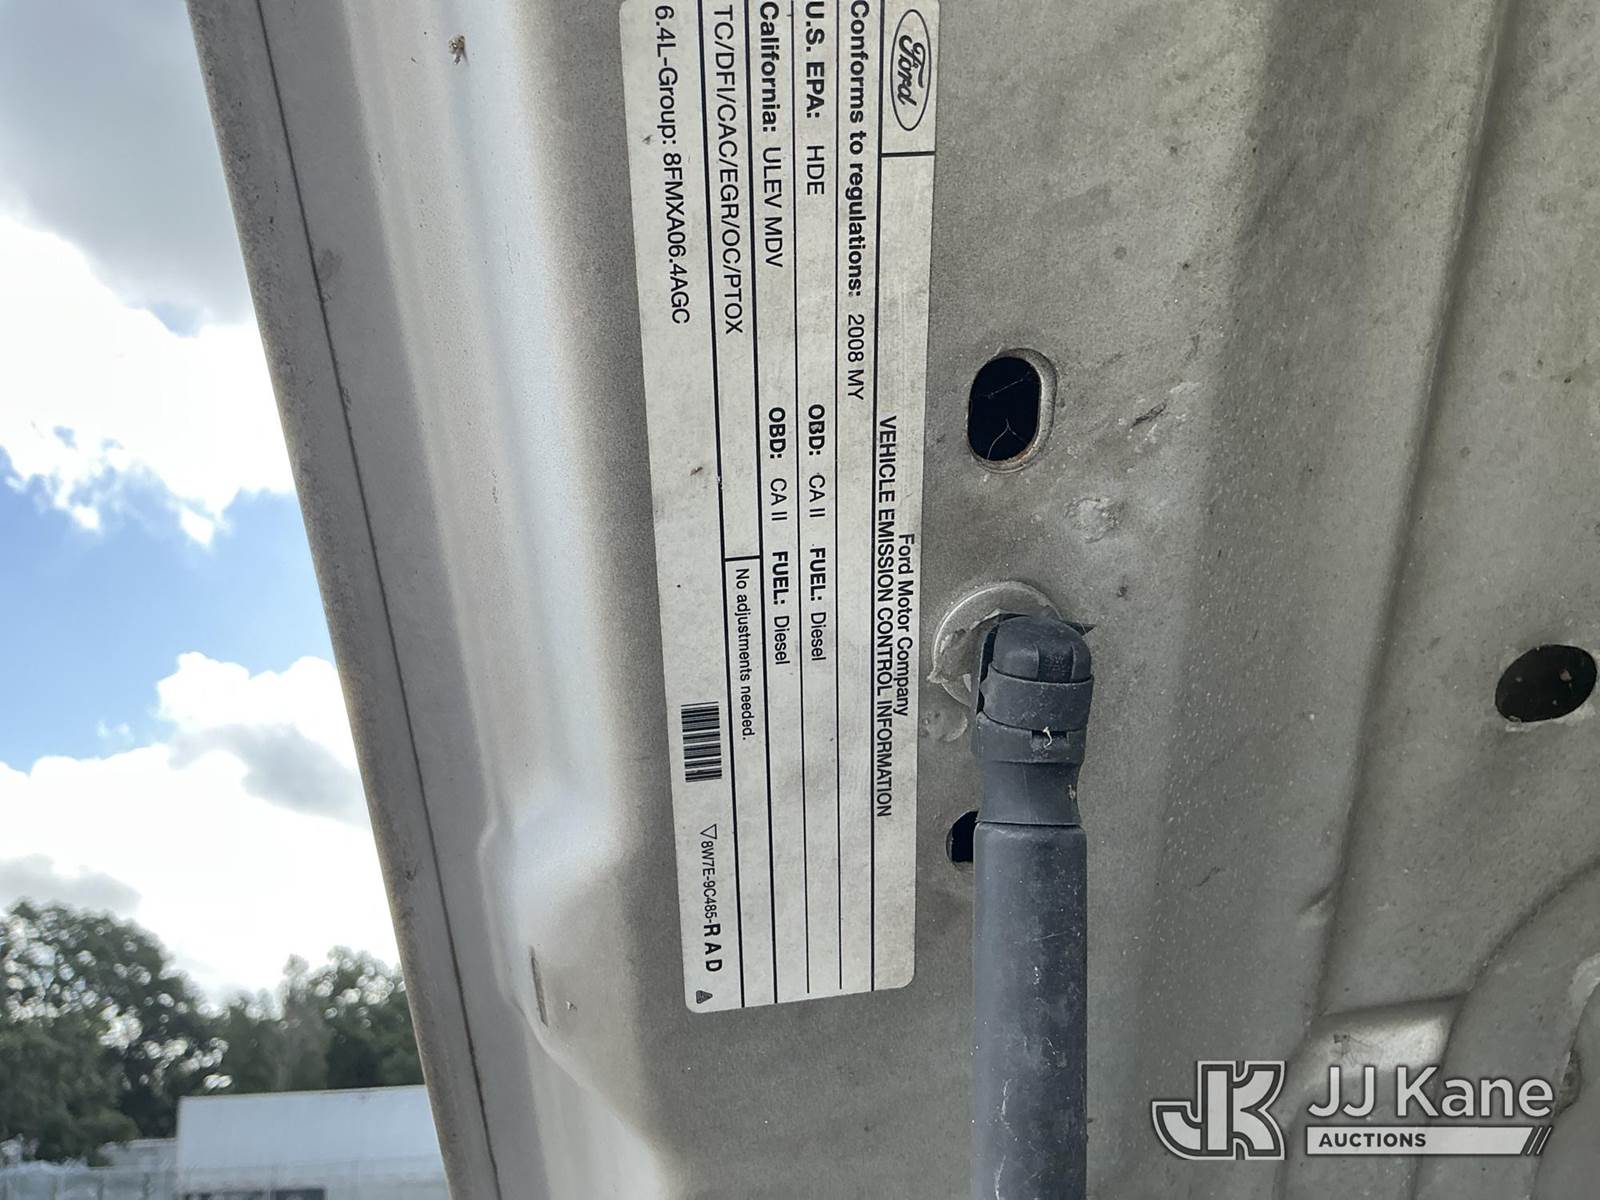 Ford
Ford Motor Company
VEHICLE EMISSION CONTROL INFORMATION
Conforms to regulations: 2008 MY
U.S. EPA: HDE OBD: CA II FUEL: Diesel
California: ULEV MDV OBD: CA II FUEL: Diesel
TC/DFI/CAC/EGR/OC/PTOX No adjustments needed.
6.4L-Group: 8FMXA06.4AGC
8W7E-9C485-R A D
JK JJ Kane
AUCTIONS